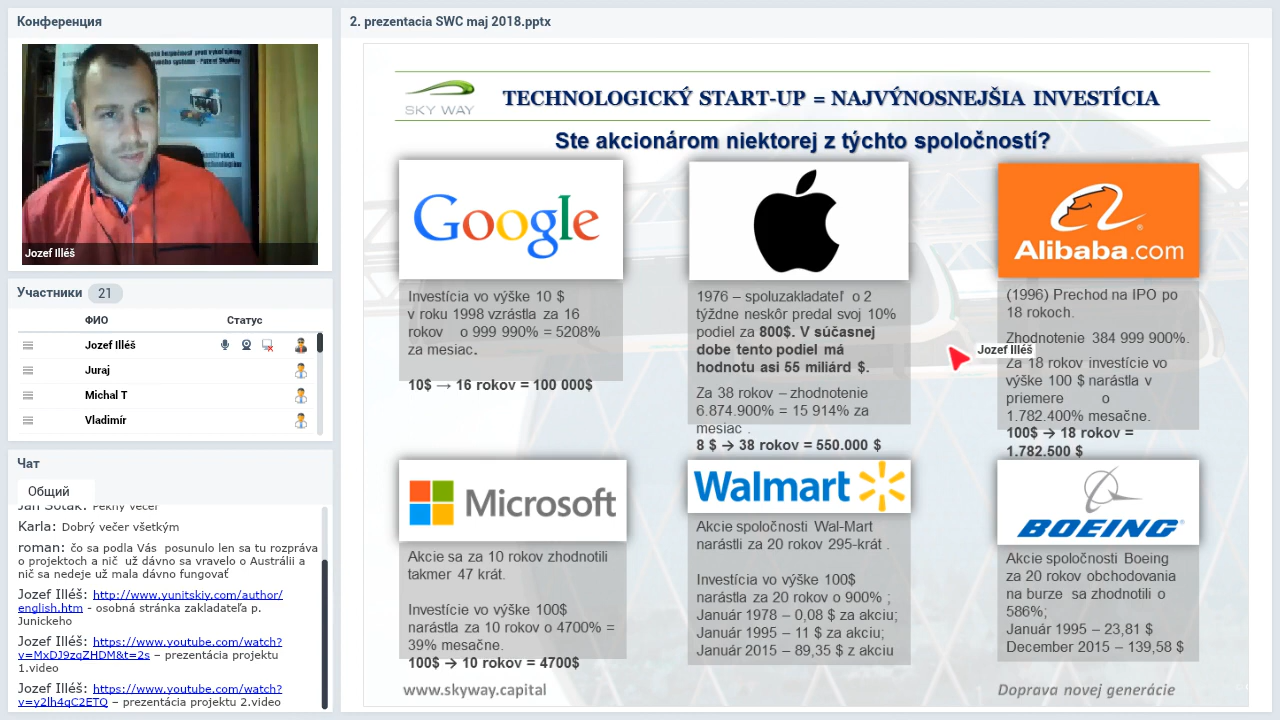 Конференция
Jozef Illéš
Участники 21
ФИО Статус
Jozef Illéš
Juraj
Michal T
Vladimír
Чат
Общий
Karla: Dobrý večer všetkým
roman: čo sa podla Vás posunulo len sa tu rozpráva
o projektoch a nič už dávno sa vravelo o Austrálii a
nič sa nedeje už mala dávno fungovať
Jozef Illéš: http://www.yunitskiy.com/author/
english.htm - osobná stránka zakladateľa p.
Junickeho
Jozef Illéš: https://www.youtube.com/watch?
v=MxDJ9zqZHDM&t=2s – prezentácia projektu
1.video
Jozef Illéš: https://www.youtube.com/watch?
v=y2lh4qC2ETQ – prezentácia projektu 2.video
2. prezentacia SWC maj 2018.pptx
SKY WAY
TECHNOLOGICKÝ START-UP = NAJVÝNOSNEJŠIA INVESTÍCIA
Ste akcionárom niektorej z týchto spoločností?
Google
Investícia vo výške 10 $
v roku 1998 vzrástla za 16
rokov o 999 990% = 5208%
za mesiac.
10$ → 16 rokov = 100 000$
1976 – spoluzakladateľ o 2
týždne neskôr predal svoj 10%
podiel za 800$. V súčasnej
dobe tento podiel má
hodnotu asi 55 miliárd $.
Za 38 rokov – zhodnotenie
6.874.900% = 15 914% za
mesiac .
8 $ → 38 rokov = 550.000 $
Alibaba.com
(1996) Prechod na IPO po
18 rokoch.
Zhodnotenie 384 999 900%.
Jozef Illéš
Za 18 rokov investície vo
výške 100 $ narástla v
priemere o
1.782.400% mesačne.
100$ → 18 rokov =
1.782.500 $
Microsoft
Akcie sa za 10 rokov zhodnotili
takmer 47 krát.
Investície vo výške 100$
narástla za 10 rokov o 4700% =
39% mesačne.
100$ → 10 rokov = 4700$
Walmart
Akcie spoločnosti Wal-Mart
narástli za 20 rokov 295-krát .
Investícia vo výške 100$
narástla za 20 rokov o 900% ;
Január 1978 – 0,08 $ za akciu;
Január 1995 – 11 $ za akciu;
Január 2015 – 89,35 $ z akciu
BOEING
Akcie spoločnosti Boeing
za 20 rokov obchodovania
na burze sa zhodnotili o
586%;
Január 1995 – 23,81 $
December 2015 – 139,58 $
www.skyway.capital
Doprava novej generácie